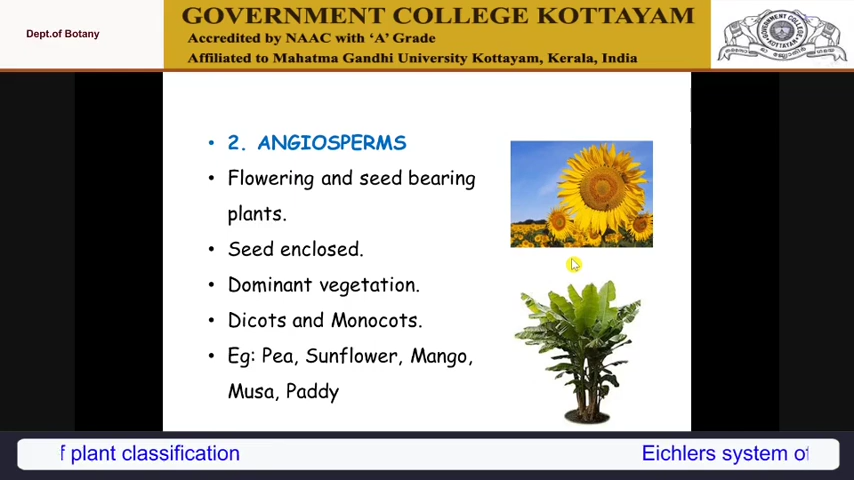 Dept.of Botany
GOVERNMENT COLLEGE KOTTAYAM
Accredited by NAAC with ‘A’ Grade
Affiliated to Mahatma Gandhi University Kottayam, Kerala, India
• 2. ANGIOSPERMS
• Flowering and seed bearing
plants.
• Seed enclosed.
• Dominant vegetation.
• Dicots and Monocots.
• Eg: Pea, Sunflower, Mango,
Musa, Paddy
f plant classification
Eichlers system of